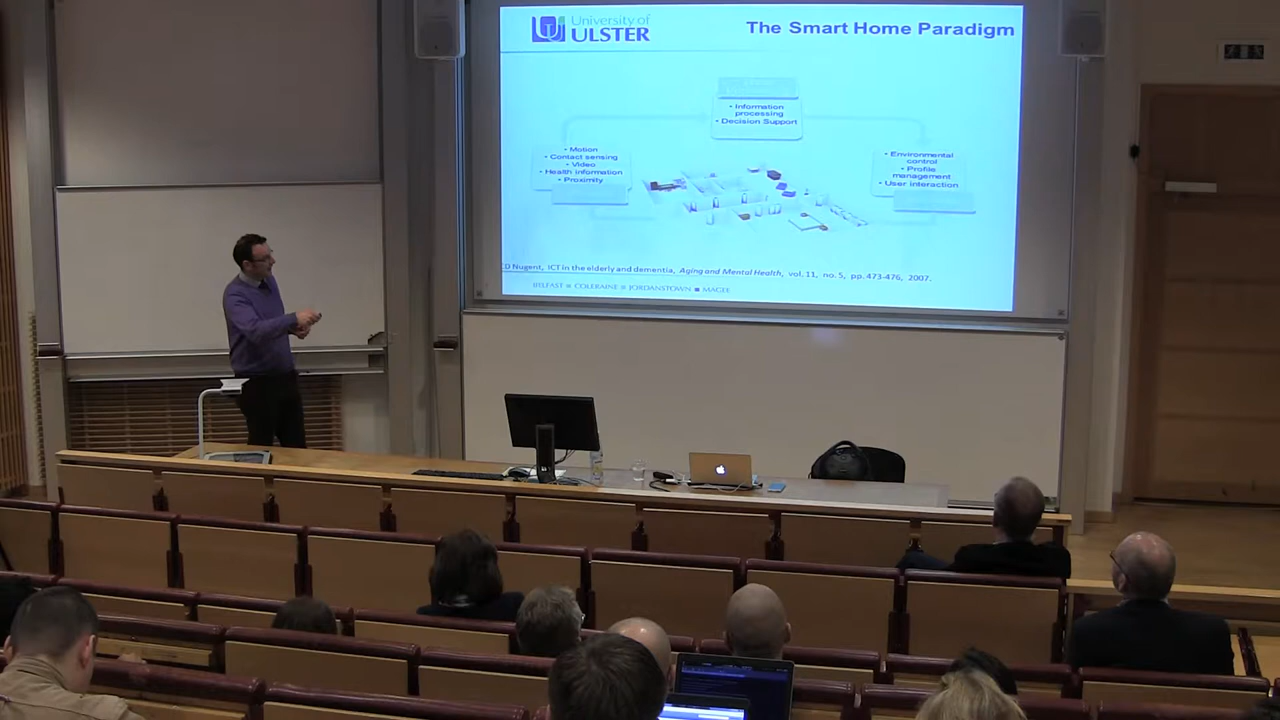 University of
ULSTER
The Smart Home Paradigm
• Information
processing
• Decision Support
• Motion
• Contact sensing
• Video
• Health information
• Proximity
• Environmental
control
• Profile
management
• User interaction
CD Nugent, ICT in the elderly and dementia, Aging and Mental Health, vol. 11, no. 5, pp. 473-476, 2007.
BELFAST ■ COLERAINE ■ JORDANSTOWN ■ MAGEE